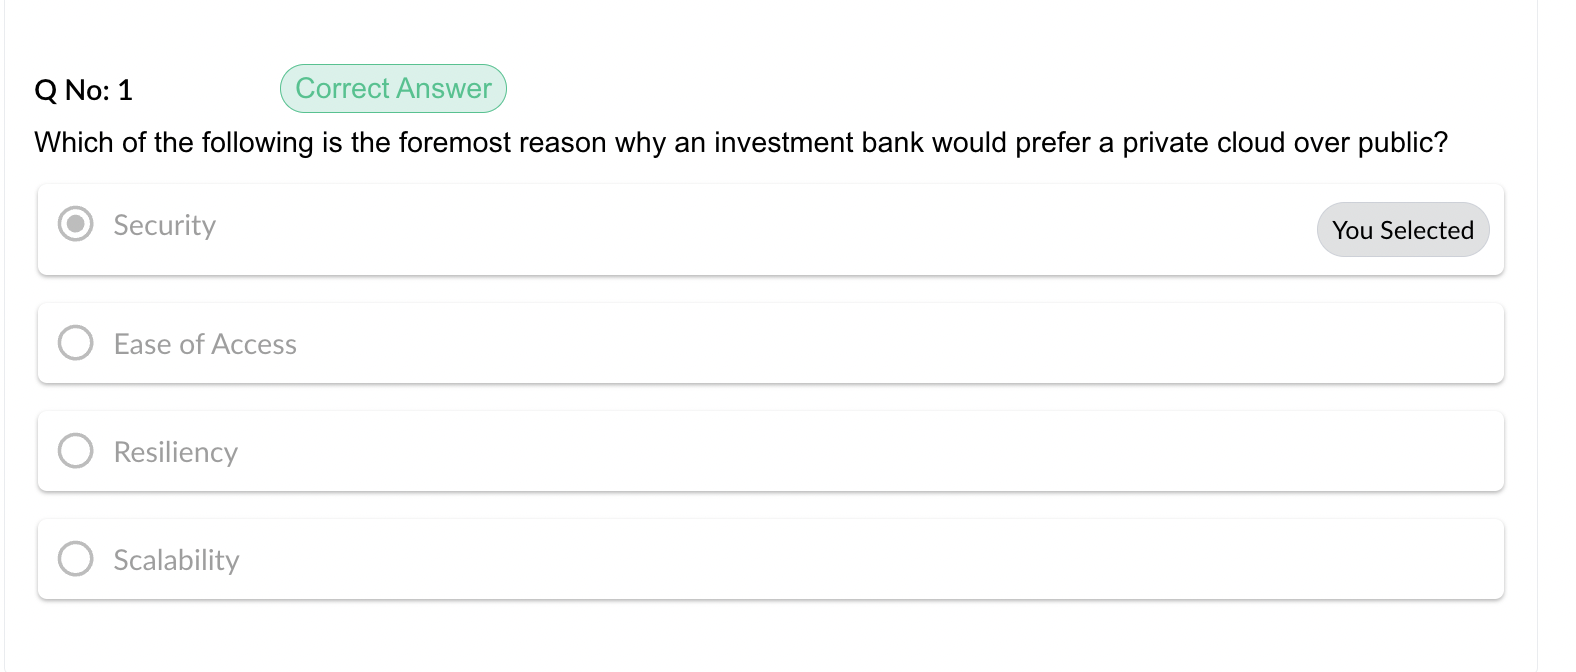 Q No: 1 Correct Answer
Which of the following is the foremost reason why an investment bank would prefer a private cloud over public?
Security You Selected
Ease of Access
Resiliency
Scalability